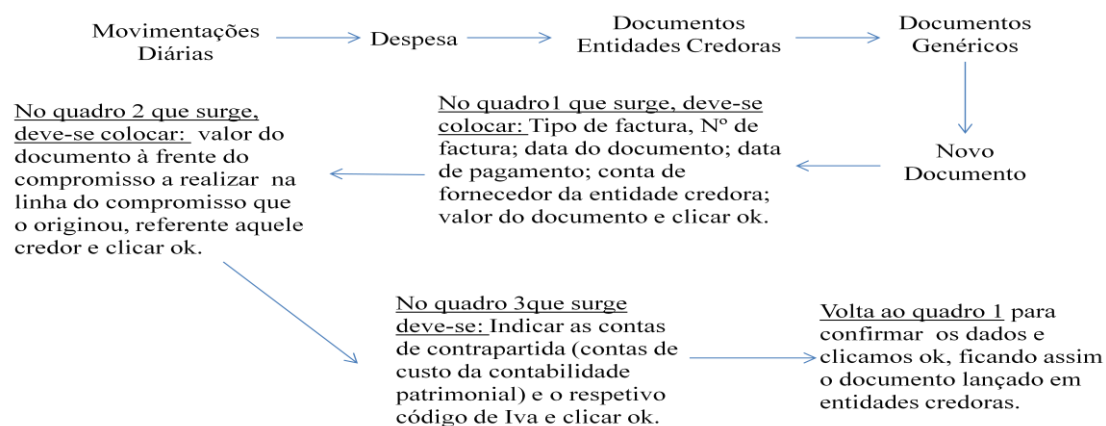 Movimentações
Diárias
Despesa
Documentos
Entidades Credoras
Documentos
Genéricos
Novo
Documento
No quadro1 que surge, deve-se
colocar: Tipo de factura, Nº de
factura; data do documento; data
de pagamento; conta de
fornecedor da entidade credora;
valor do documento e clicar ok.
No quadro 2 que surge,
deve-se colocar: valor do
documento à frente do
compromisso a realizar na
linha do compromisso que
o originou, referente aquele
credor e clicar ok.
No quadro 3que surge
deve-se: Indicar as contas
de contrapartida (contas de
custo da contabilidade
patrimonial) e o respetivo
código de Iva e clicar ok.
Volta ao quadro 1 para
confirmar os dados e
clicamos ok, ficando assim
o documento lançado em
entidades credoras.